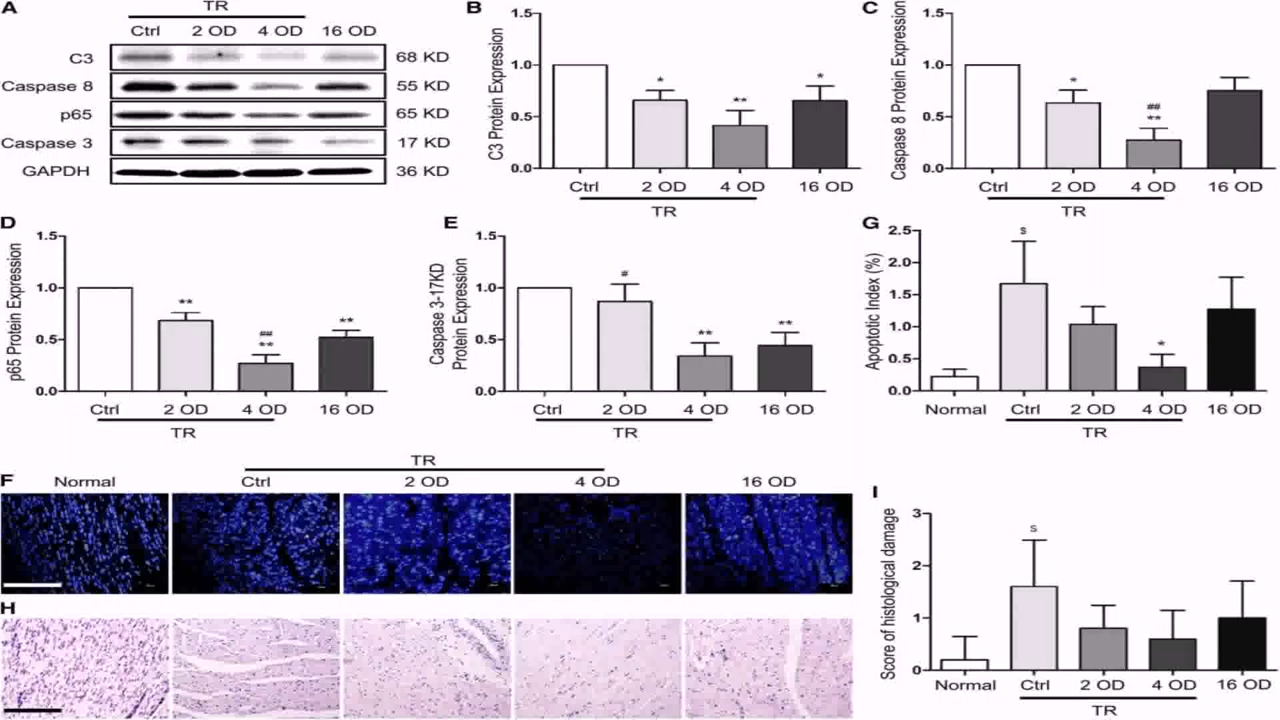 A
TR
Ctrl 2 OD 4 OD 16 OD
C3 68 KD
Caspase 8 55 KD
p65 65 KD
Caspase 3 17 KD
GAPDH 36 KD
B
C3 Protein Expression
1.5
1.0
0.5
0.0
* ** *
Ctrl 2 OD 4 OD 16 OD
TR
C
Caspase 8 Protein Expression
1.5
1.0
0.5
0.0
* ## **
Ctrl 2 OD 4 OD 16 OD
TR
D
p65 Protein Expression
1.5
1.0
0.5
0.0
** ## ** **
Ctrl 2 OD 4 OD 16 OD
TR
E
Caspase 3-17KD
Protein Expression
1.5
1.0
0.5
0.0
# ** **
Ctrl 2 OD 4 OD 16 OD
TR
G
Apoptotic Index (%)
2.5
2.0
1.5
1.0
0.5
0.0
$ *
Normal Ctrl 2 OD 4 OD 16 OD
TR
F
TR
Normal Ctrl 2 OD 4 OD 16 OD
H
I
Score of histological damage
3
2
1
0
$
Normal Ctrl 2 OD 4 OD 16 OD
TR